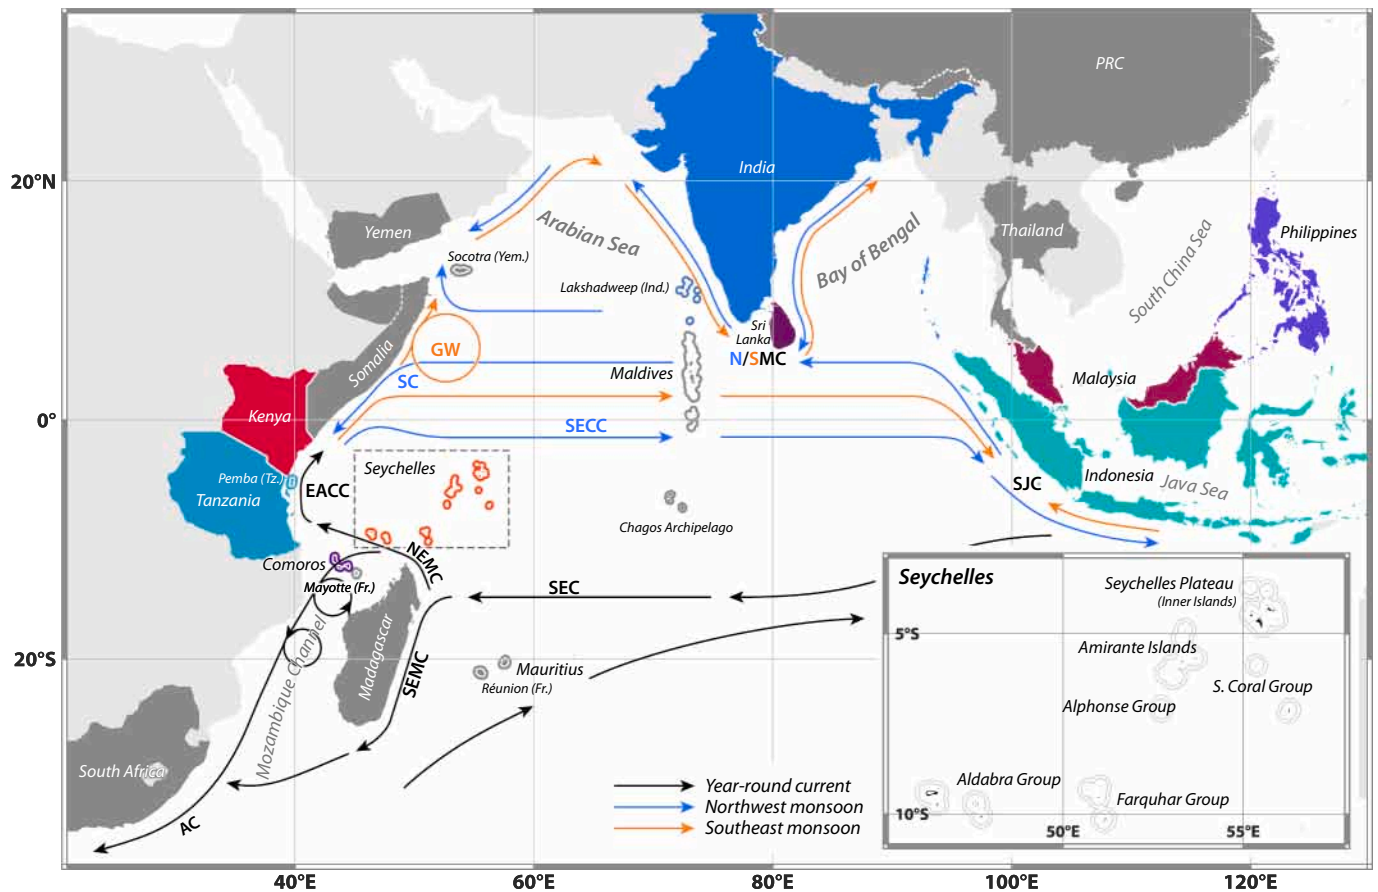 PRC
India
20°N
Yemen
Arabian Sea
Bay of Bengal
Thailand
South China Sea
Philippines
Socotra (Yem.)
Lakshadweep (Ind.)
Sri
Lanka
N/SMC
GW
Somalia
SC
Maldives
Malaysia
Kenya
0°
SECC
Seychelles
Pemba (Tz.)
Tanzania
EACC
Indonesia
SJC
Java Sea
Chagos Archipelago
NEMC
Comoros
Mayotte (Fr.)
SEC
Mozambique Channel
Madagascar
SEMC
20°S
Mauritius
Réunion (Fr.)
South Africa
AC
Year-round current
Northwest monsoon
Southeast monsoon
Seychelles
Seychelles Plateau
(Inner Islands)
5°S
Amirante Islands
S. Coral Group
Alphonse Group
Aldabra Group
Farquhar Group
10°S
50°E
55°E
40°E
60°E
80°E
100°E
120°E